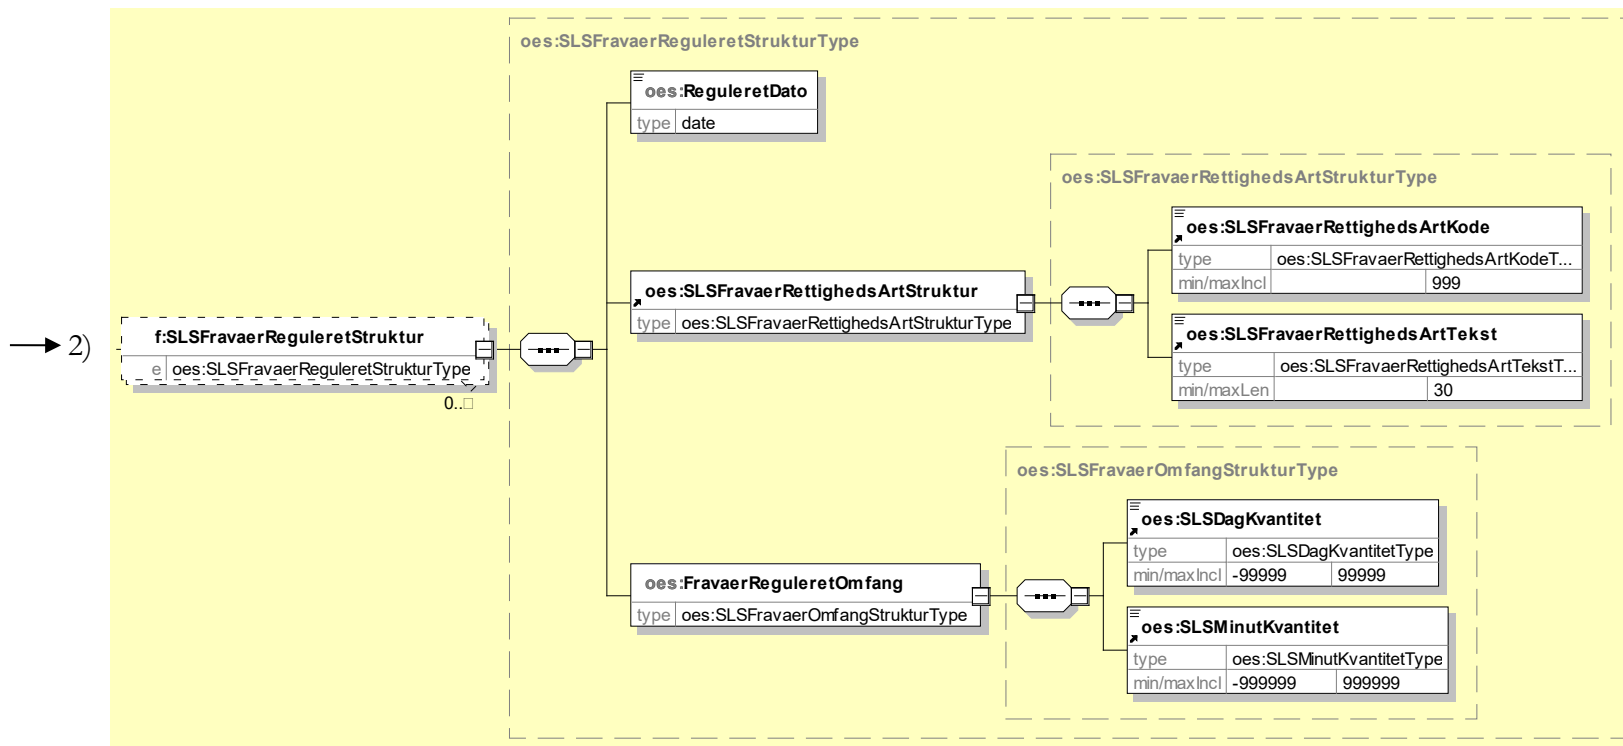 oes:SLSFravaerReguleretStrukturType
oes:ReguleretDato
type date
oes:SLSFravaerRettighedsArtStrukturType
oes:SLSFravaerRettighedsArtKode
type oes:SLSFravaerRettighedsArtKodeT...
min/maxIncl 999
oes:SLSFravaerRettighedsArtStruktur
type oes:SLSFravaerRettighedsArtStrukturType
oes:SLSFravaerRettighedsArtTekst
type oes:SLSFravaerRettighedsArtTekstT...
min/maxLen 30
2)
f:SLSFravaerReguleretStruktur
e oes:SLSFravaerReguleretStrukturType
0..□
oes:SLSFravaerOmfangStrukturType
oes:SLSDagKvantitet
type oes:SLSDagKvantitetType
min/maxIncl -99999 99999
oes:FravaerReguleretOmfang
type oes:SLSFravaerOmfangStrukturType
oes:SLSMinutKvantitet
type oes:SLSMinutKvantitetType
min/maxIncl -999999 999999